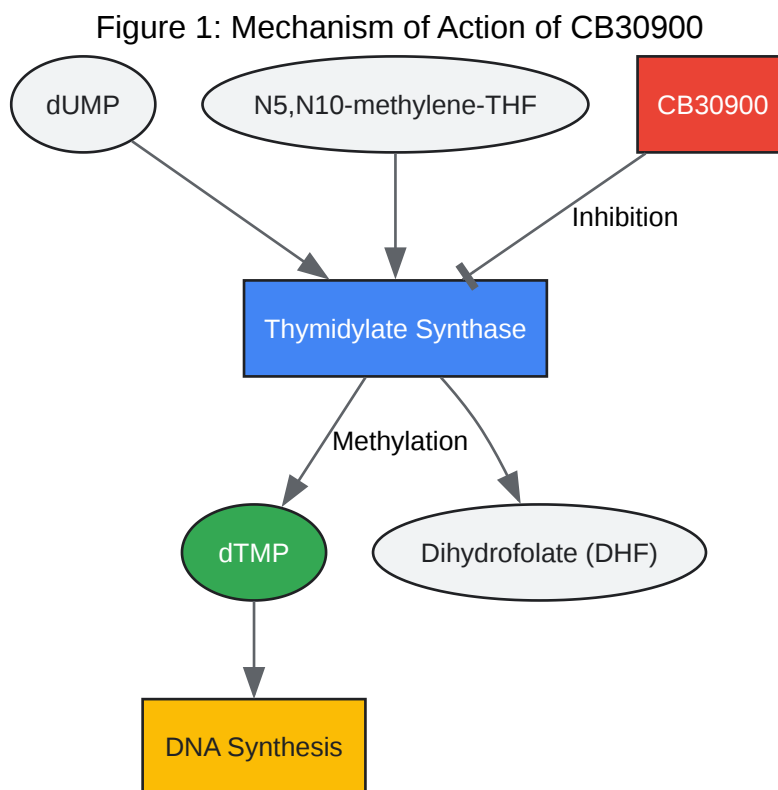 Figure 1: Mechanism of Action of CB30900
dUMP
N5,N10-methylene-THF
CB30900
Inhibition
Thymidylate Synthase
Methylation
dTMP
Dihydrofolate (DHF)
DNA Synthesis